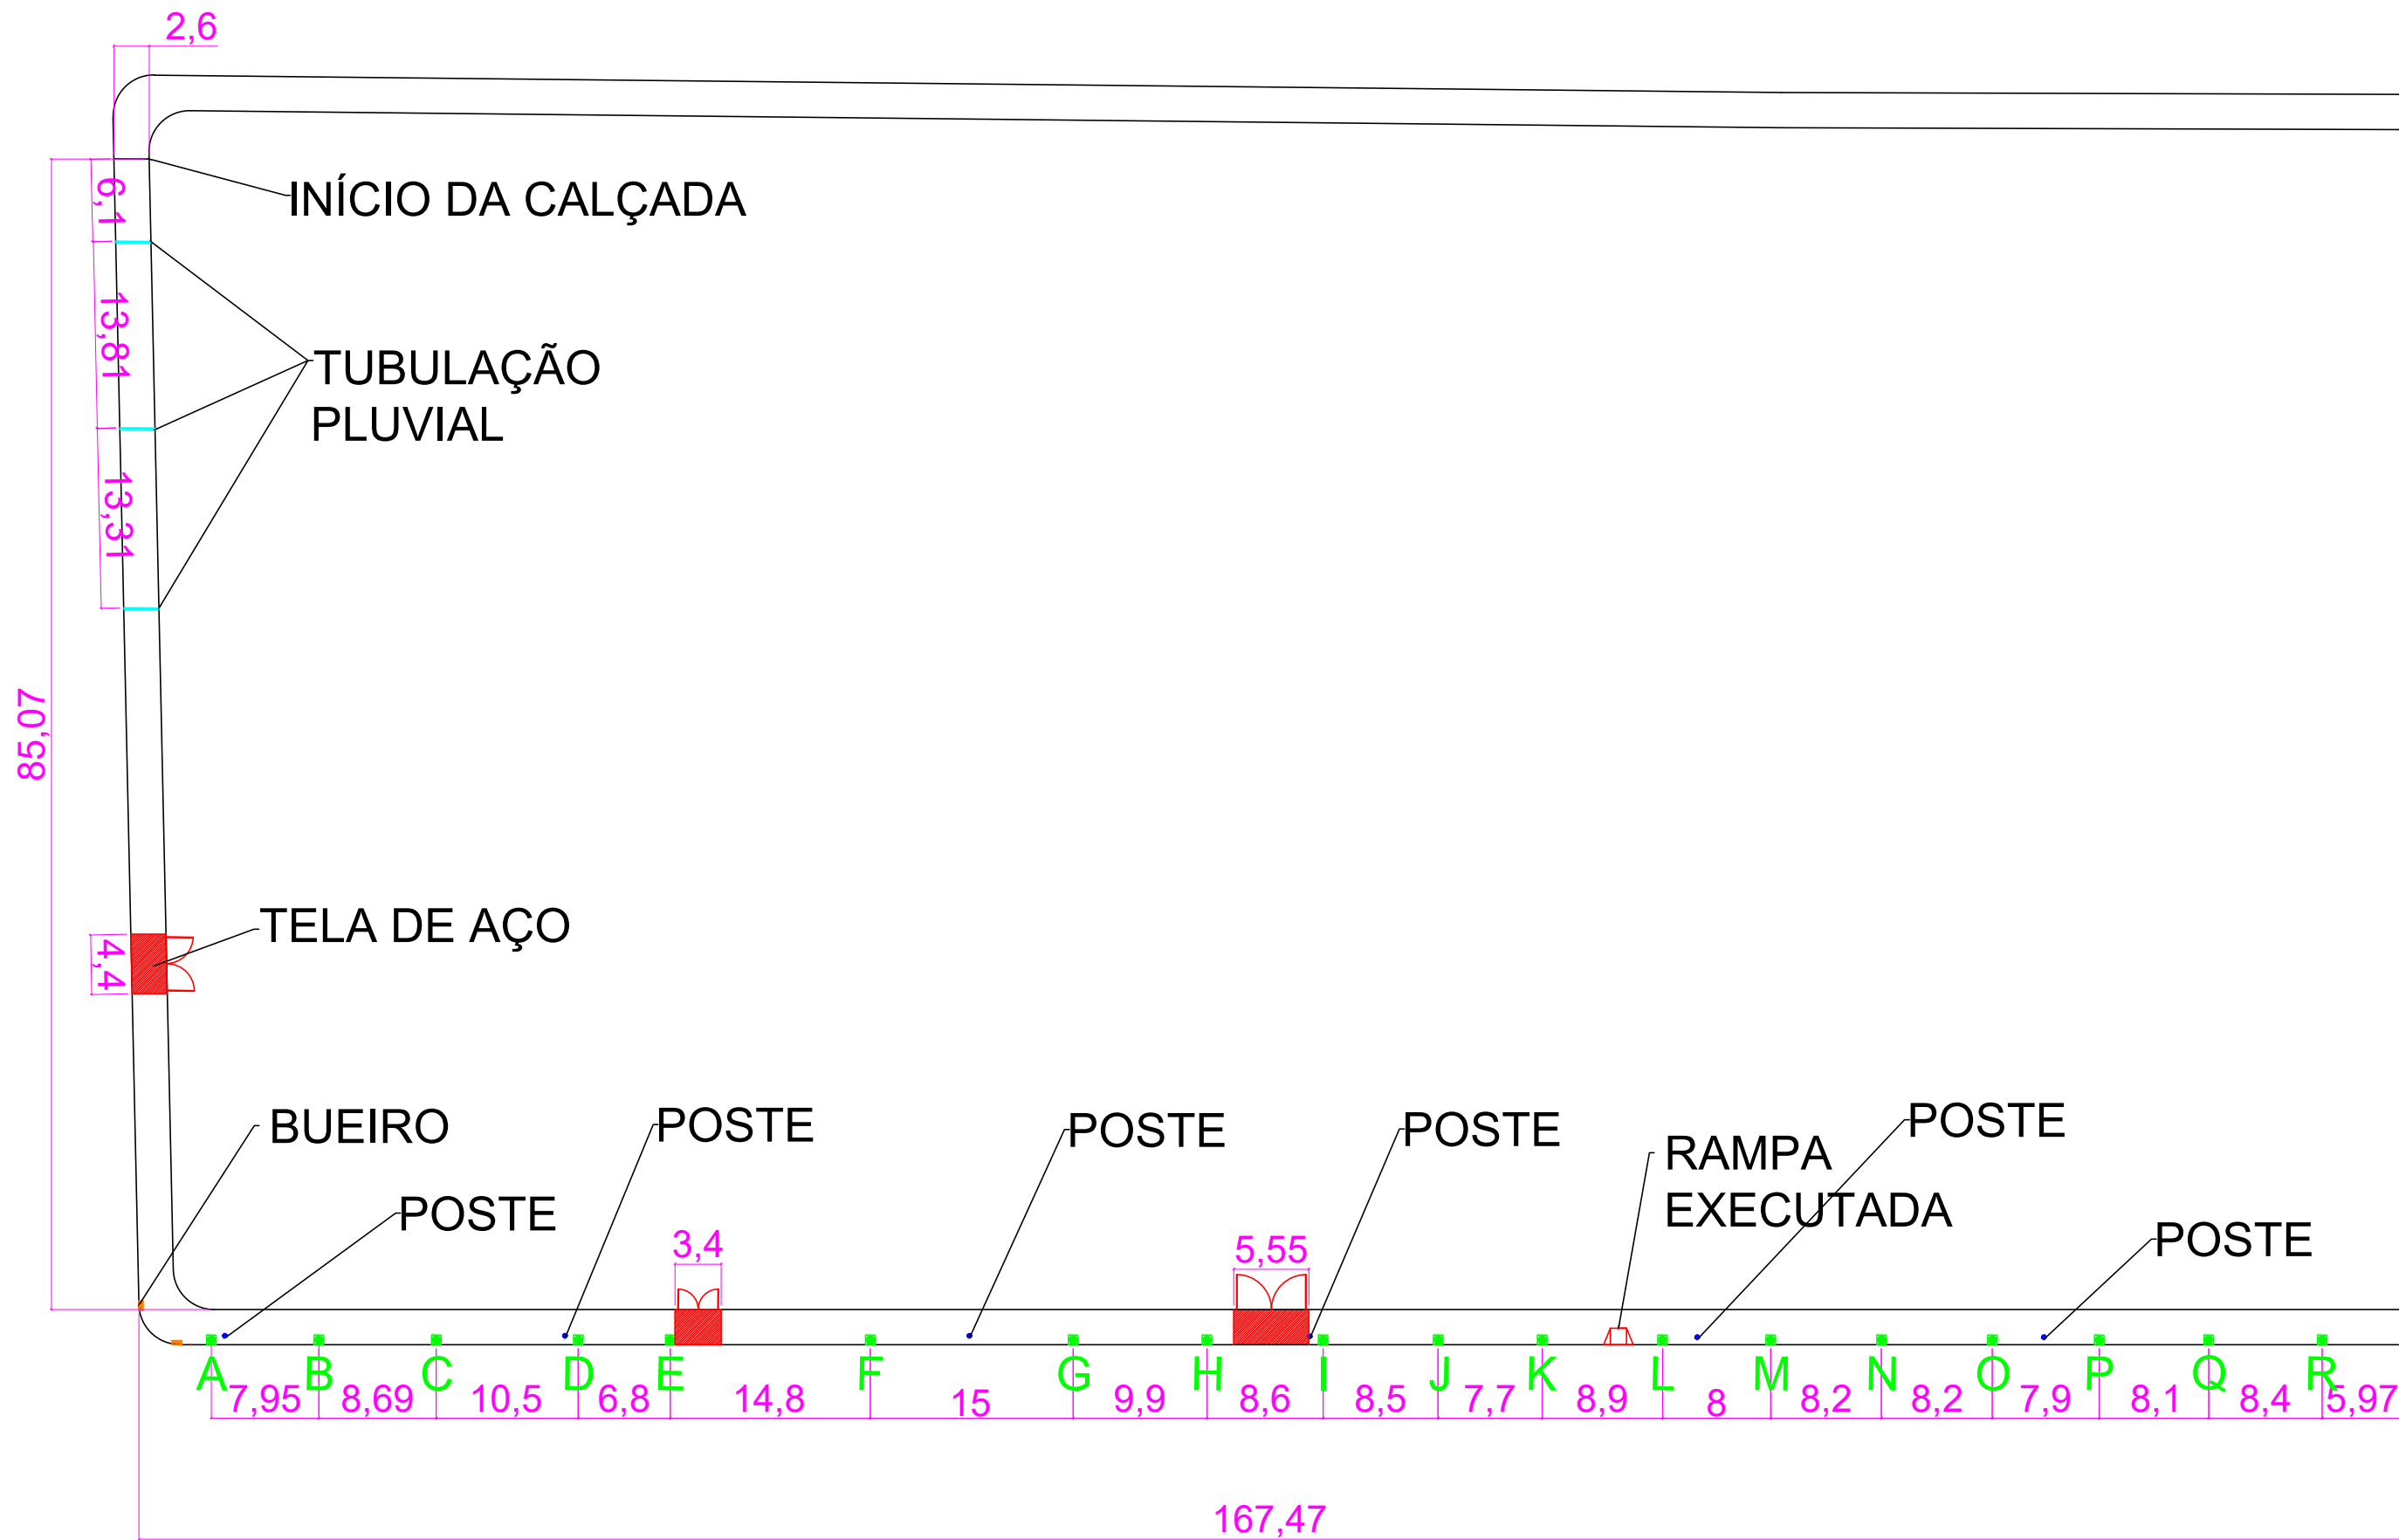 2,6
INÍCIO DA CALÇADA
6,1
13,81
TUBULAÇÃO
PLUVIAL
13,31
85,07
TELA DE AÇO
4,4
BUEIRO
POSTE
POSTE
POSTE
POSTE
RAMPA
EXECUTADA
POSTE
POSTE
3,4
5,55
A B C D E F G H I J K L M N O P Q R
7,95 8,69 10,5 6,8 14,8 15 9,9 8,6 8,5 7,7 8,9 8 8,2 8,2 7,9 8,1 8,4 5,97
167,47